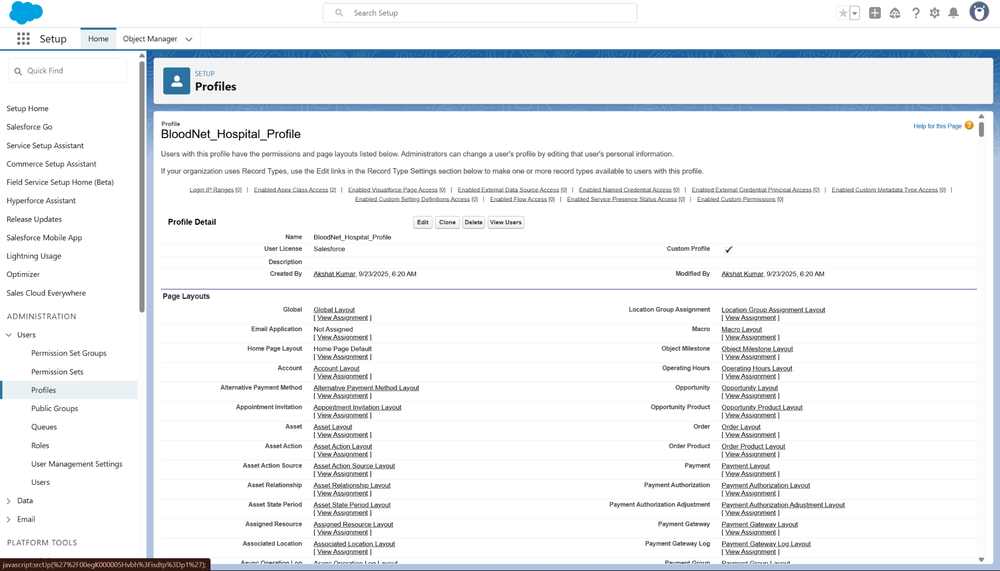 Search Setup
Setup
Home
Object Manager
Quick Find
Setup Home
Salesforce Go
Service Setup Assistant
Commerce Setup Assistant
Field Service Setup Home (Beta)
Hyperforce Assistant
Release Updates
Salesforce Mobile App
Lightning Usage
Optimizer
Sales Cloud Everywhere
ADMINISTRATION
Users
Permission Set Groups
Permission Sets
Profiles
Public Groups
Queues
Roles
User Management Settings
Users
Data
Email
PLATFORM TOOLS
javascript:srcUp(%27%2F00egK000005Hvbh%3Fisdtp%3Dp1%27);
SETUP
Profiles
Profile
BloodNet_Hospital_Profile
Help for this Page
Users with this profile have the permissions and page layouts listed below. Administrators can change a user's profile by editing that user's personal information.
If your organization uses Record Types, use the Edit links in the Record Type Settings section below to make one or more record types available to users with this profile.
Login IP Ranges [0] | Enabled Apex Class Access [2] | Enabled Visualforce Page Access [0] | Enabled External Data Source Access [0] | Enabled Named Credential Access [0] | Enabled External Credential Principal Access [0] | Enabled Custom Metadata Type Access [0] |
Enabled Custom Setting Definitions Access [0] | Enabled Flow Access [0] | Enabled Service Presence Status Access [0] | Enabled Custom Permissions [0]
Profile Detail
Edit Clone Delete View Users
Name BloodNet_Hospital_Profile
User License Salesforce Custom Profile
Description
Created By Akshat Kumar, 9/23/2025, 6:20 AM Modified By Akshat Kumar, 9/23/2025, 6:20 AM
Page Layouts
Global Global Layout Location Group Assignment Location Group Assignment Layout
[ View Assignment ] [ View Assignment ]
Email Application Not Assigned Macro Macro Layout
[ View Assignment ] [ View Assignment ]
Home Page Layout Home Page Default Object Milestone Object Milestone Layout
[ View Assignment ] [ View Assignment ]
Account Account Layout Operating Hours Operating Hours Layout
[ View Assignment ] [ View Assignment ]
Alternative Payment Method Alternative Payment Method Layout Opportunity Opportunity Layout
[ View Assignment ] [ View Assignment ]
Appointment Invitation Appointment Invitation Layout Opportunity Product Opportunity Product Layout
[ View Assignment ] [ View Assignment ]
Asset Asset Layout Order Order Layout
[ View Assignment ] [ View Assignment ]
Asset Action Asset Action Layout Order Product Order Product Layout
[ View Assignment ] [ View Assignment ]
Asset Action Source Asset Action Source Layout Payment Payment Layout
[ View Assignment ] [ View Assignment ]
Asset Relationship Asset Relationship Layout Payment Authorization Payment Authorization Layout
[ View Assignment ] [ View Assignment ]
Asset State Period Asset State Period Layout Payment Authorization Adjustment Payment Authorization Adjustment Layout
[ View Assignment ] [ View Assignment ]
Assigned Resource Assigned Resource Layout Payment Gateway Payment Gateway Layout
[ View Assignment ] [ View Assignment ]
Associated Location Associated Location Layout Payment Gateway Log Payment Gateway Log Layout
[ View Assignment ] [ View Assignment ]
Async Operation Log Async Operation Log Layout Payment Group Payment Group Layout